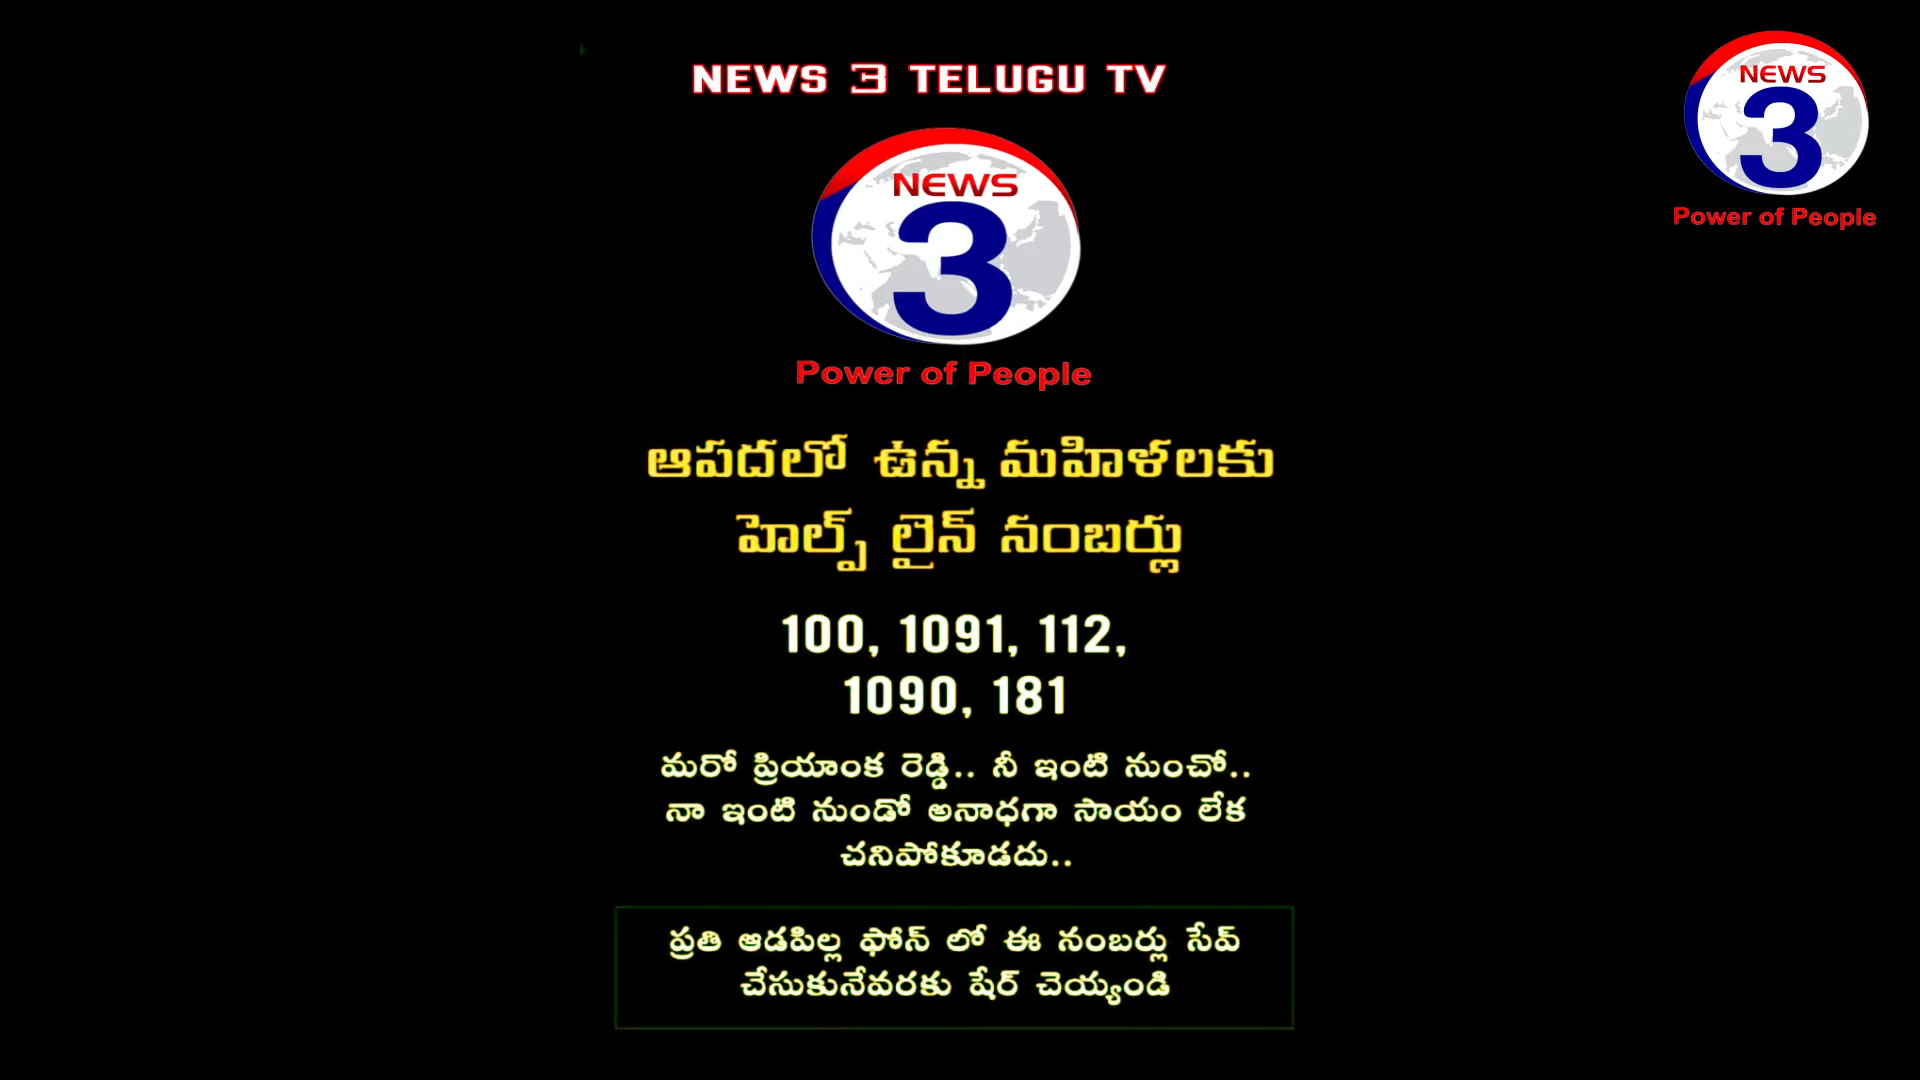 NEWS 3 TELUGU TV
NEWS
3
Power of People
NEWS
3
Power of People
ఆపదలో ఉన్న మహిళలకు
హెల్ప్ లైన్ నంబర్లు
100, 1091, 112,
1090, 181
మరో ప్రియాంక రెడ్డి.. నీ ఇంటి నుంచో..
నా ఇంటి నుండో అనాధగా సాయం లేక
చనిపోకూడదు..
ప్రతి ఆడపిల్ల ఫోన్ లో ఈ నంబర్లు సేవ్
చేసుకునేవరకు షేర్ చెయ్యండి